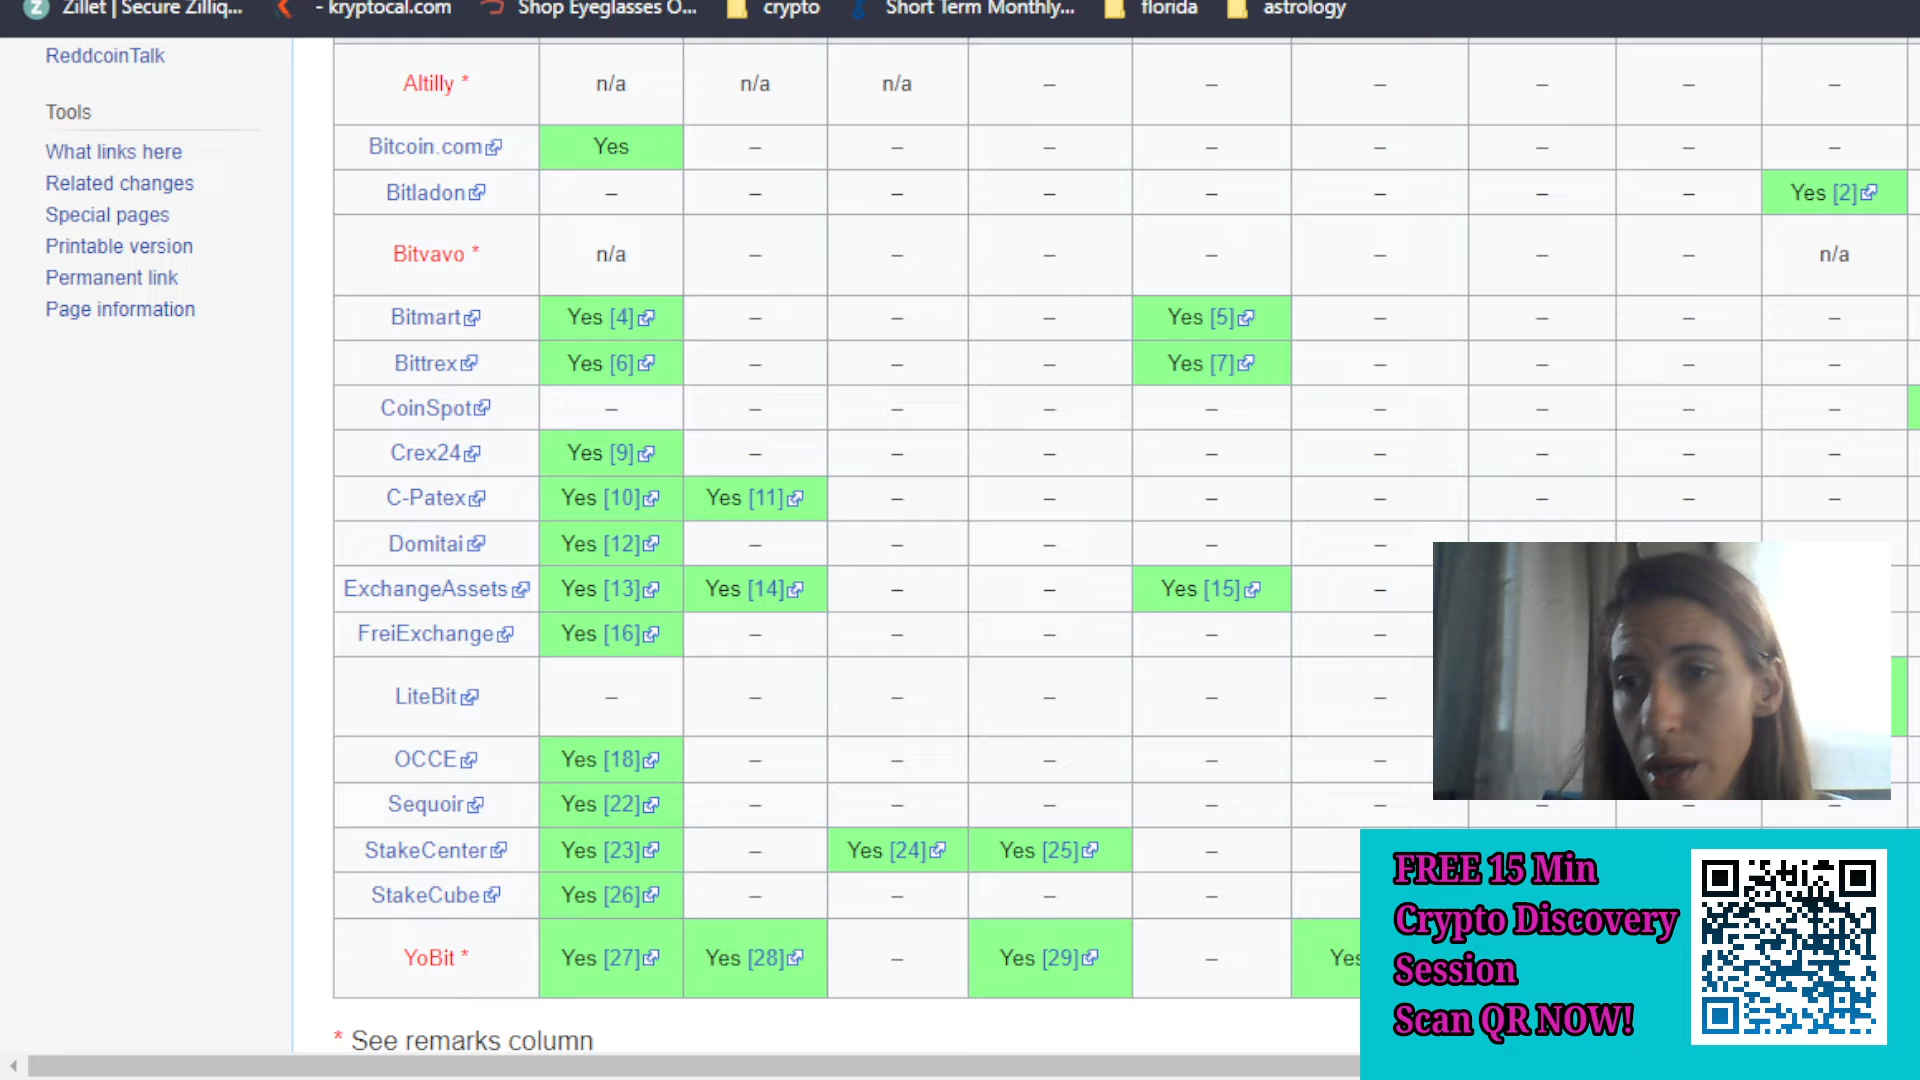 Zillet | Secure Zilliq... - kryptocal.com Shop Eyeglasses O... crypto Short Term Monthly... florida astrology
ReddcoinTalk
Tools
What links here
Related changes
Special pages
Printable version
Permanent link
Page information
Altilly * n/a n/a n/a – – – – – –
Bitcoin.com Yes – – – – – – – –
Bitladon – – – – – – – – Yes [2]
Bitvavo * n/a – – – – – – – n/a
Bitmart Yes [4] – – – Yes [5] – – – –
Bittrex Yes [6] – – – Yes [7] – – – –
CoinSpot – – – – – – – – –
Crex24 Yes [9] – – – – – – – –
C-Patex Yes [10] Yes [11] – – – – – – –
Domitai Yes [12] – – – – –
ExchangeAssets Yes [13] Yes [14] – – Yes [15] –
FreiExchange Yes [16] – – – – –
LiteBit – – – – – –
OCCE Yes [18] – – – – –
Sequoir Yes [22] – – – – – – – –
StakeCenter Yes [23] – Yes [24] Yes [25] –
StakeCube Yes [26] – – – –
YoBit * Yes [27] Yes [28] – Yes [29] –
* See remarks column
FREE 15 Min
Crypto Discovery
Session
Scan QR NOW!